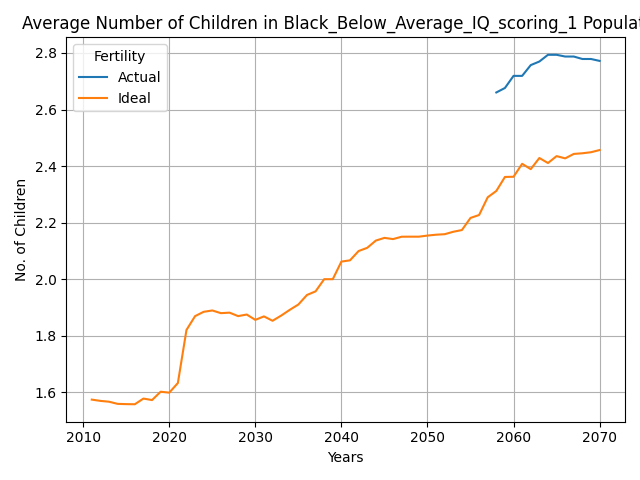 Average Number of Children in Black_Below_Average_IQ_scoring_1 Populat
Fertility
Actual
Ideal
No. of Children
2.8
2.6
2.4
2.2
2.0
1.8
1.6
2010 2020 2030 2040 2050 2060 2070
Years